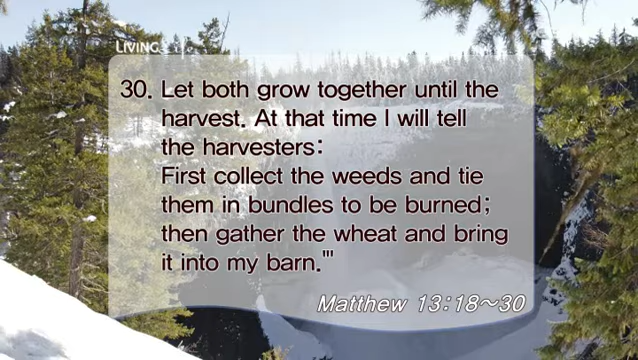 LIVING
30. Let both grow together until the
harvest. At that time I will tell
the harvesters:
First collect the weeds and tie
them in bundles to be burned;
then gather the wheat and bring
it into my barn.'"
Matthew 13:18~30